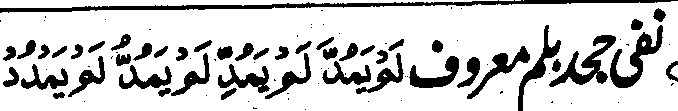 نفی جحد بلم معروف لَمْ یَمُدَّ لَمْ یَمُدِّ لَمْ یَمُدُّ لَمْ یَمْدُدْ